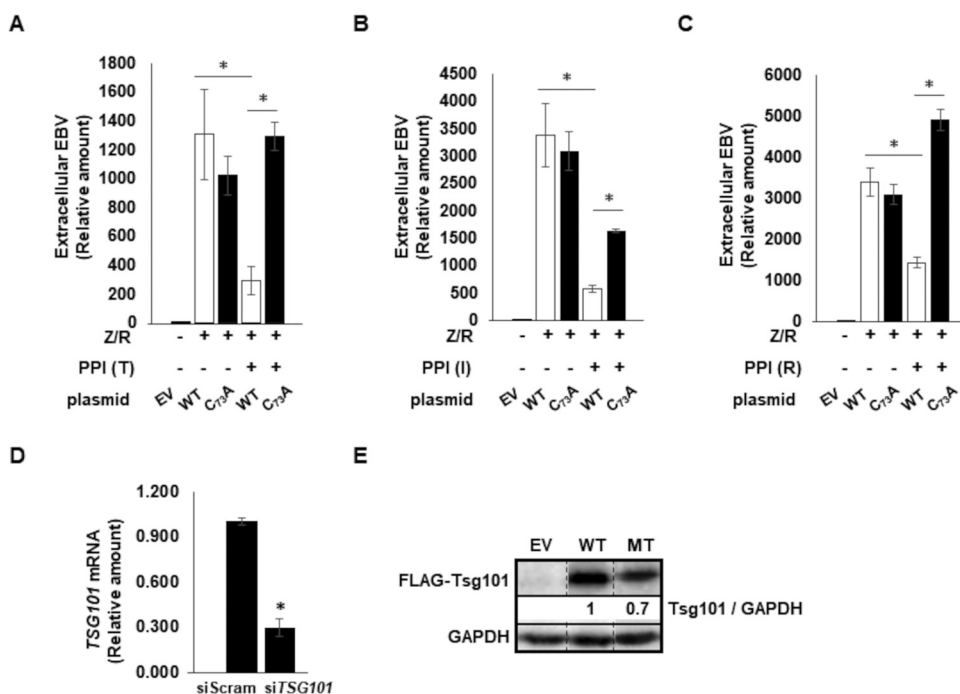 A
Extracellular EBV
(Relative amount)
1800
1600
1400
1200
1000
800
600
400
200
0
*
*
Z/R - + + + +
PPI (T) - - - + +
plasmid EV WT C73A WT C73A
B
Extracellular EBV
(Relative amount)
4500
4000
3500
3000
2500
2000
1500
1000
500
0
*
*
Z/R - + + + +
PPI (I) - - - + +
plasmid EV WT C73A WT C73A
C
Extracellular EBV
(Relative amount)
6000
5000
4000
3000
2000
1000
0
*
*
Z/R - + + + +
PPI (R) - - - + +
plasmid EV WT C73A WT C73A
D
TSG101 mRNA
(Relative amount)
1.200
0.900
0.600
0.300
0.000
*
siScram siTSG101
E
EV WT MT
FLAG-Tsg101
1 0.7 Tsg101 / GAPDH
GAPDH